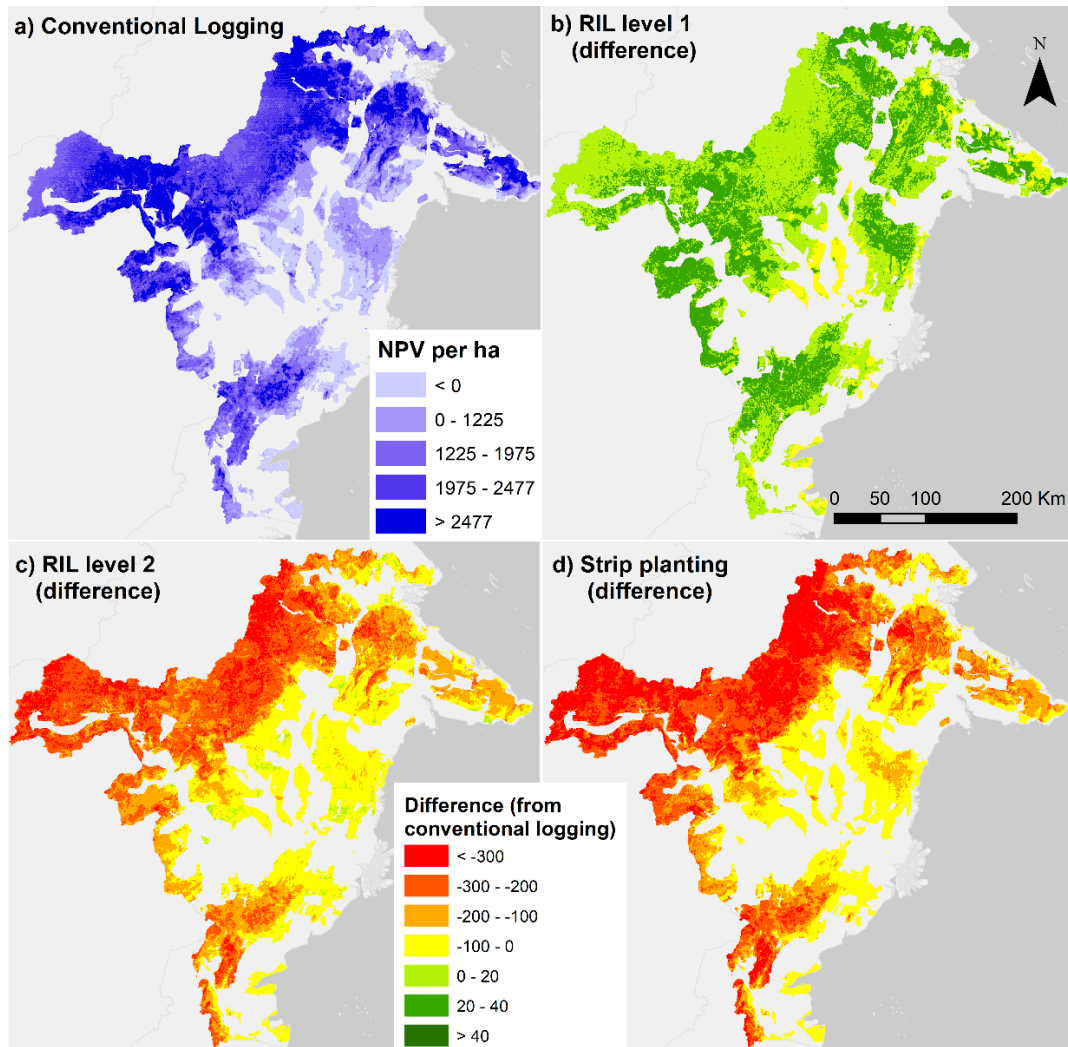 a) Conventional Logging
NPV per ha
< 0
0 - 1225
1225 - 1975
1975 - 2477
> 2477
b) RIL level 1
(difference)
N
0 50 100 200 Km
c) RIL level 2
(difference)
Difference (from
conventional logging)
< -300
-300 - -200
-200 - -100
-100 - 0
0 - 20
20 - 40
> 40
d) Strip planting
(difference)